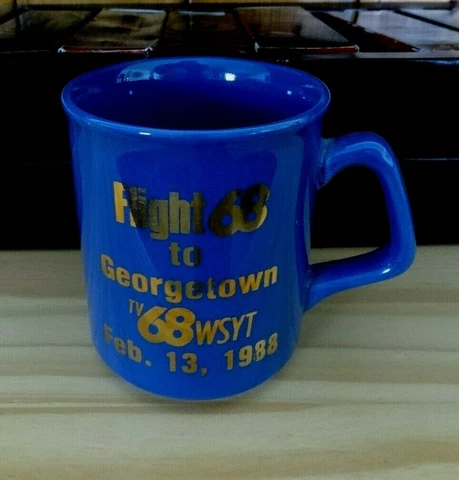 Flight 68
to
Georgetown
TV 68 WSYT
Feb. 13, 1988